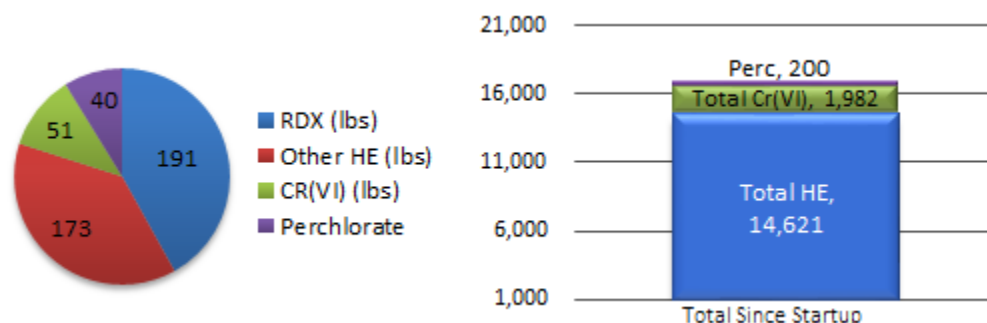 40
51
191
173
RDX (lbs)
Other HE (lbs)
CR(VI) (lbs)
Perchlorate
21,000
16,000
11,000
6,000
1,000
Perc, 200
Total Cr(VI), 1,982
Total HE,
14,621
Total Since Startup